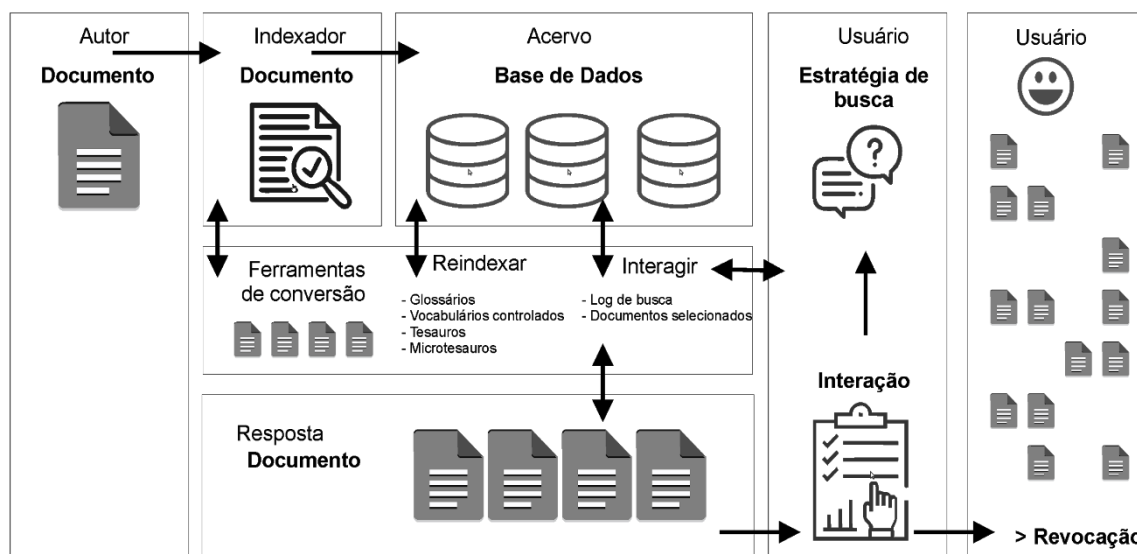 Autor
Documento
Indexador
Documento
Acervo
Base de Dados
Usuário
Estratégia de
busca
?
Usuário
Ferramentas
de conversão
Reindexar
- Glossários
- Vocabulários controlados
- Tesauros
- Microtesauros
Interagir
- Log de busca
- Documentos selecionados
Resposta
Documento
Interação
> Revocação